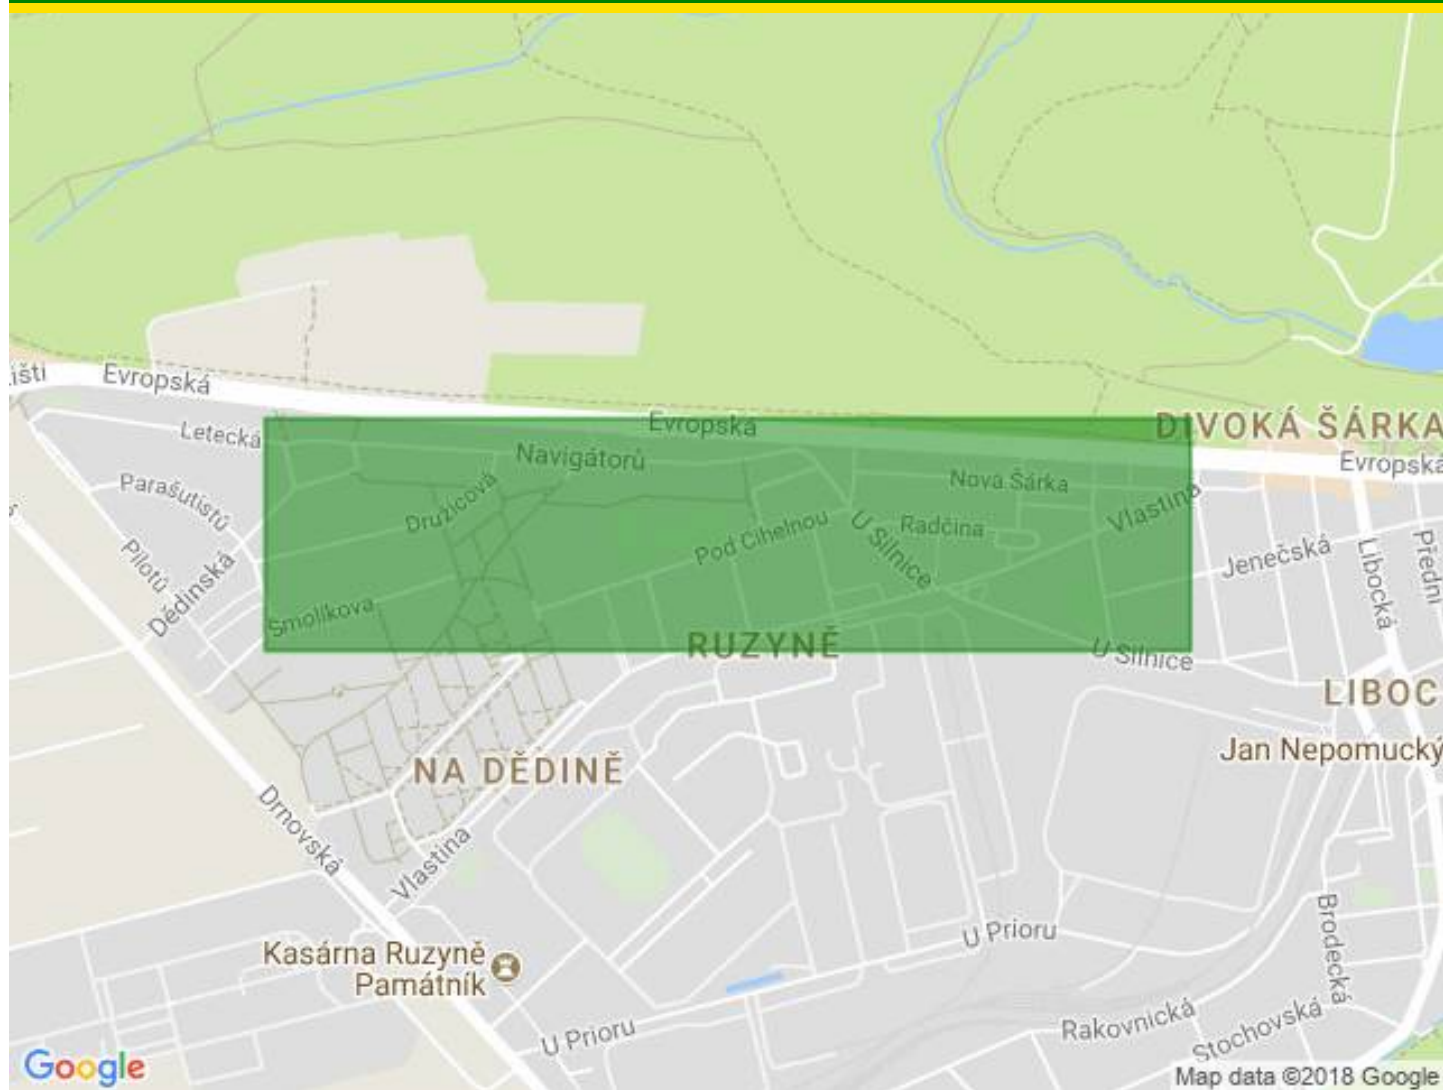 Evropská
išti
Letecká
Evropská
DIVOKÁ ŠÁRKA
Navigátorů
Evropská
Parašutistů
Družicová
Nova Šárka
Vlastina
Pod Cihelnou
U Silnice
Radčina
Pilotů
Dědinská
Jenečská
Libocká
Přední
Smolíkova
RUZYNĚ
U Silnice
LIBOC
Jan Nepomucký
NA DĚDINĚ
Drnovská
Vlastina
Kasárna Ruzyně
Památník
U Prioru
Brodecká
U Prioru
Rakovnická
Stochovská
Google
Map data ©2018 Google